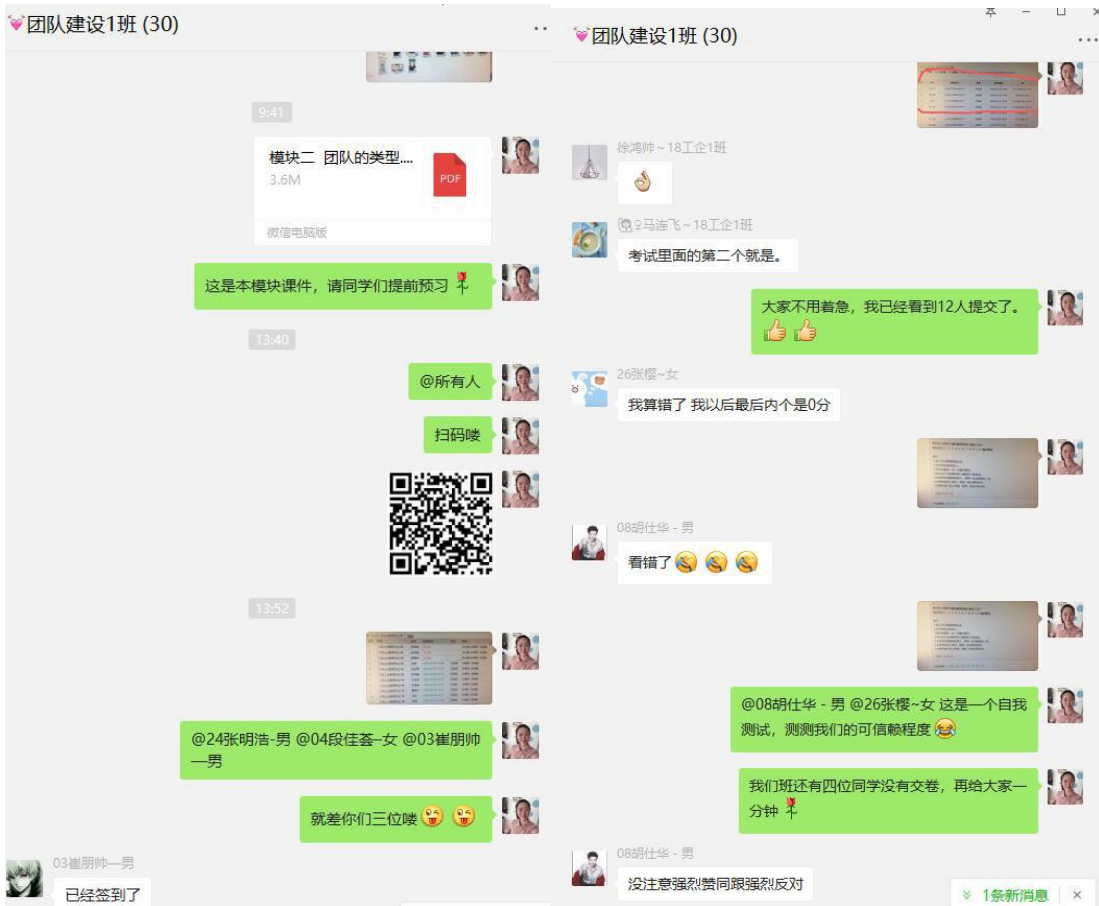 团队建设1班 (30)
9:41
模块二 团队的类型....
3.6M
PDF
微信电脑版
这是本模块课件，请同学们提前预习
13:40
@所有人
扫码喽
13:52
@24张明浩-男 @04段佳荟–女 @03崔朋帅
—男
就差你们三位喽
03崔朋帅—男
已经签到了
团队建设1班 (30)
徐鸿帅～18工企1班
马连飞～18工企1班
考试里面的第二个就是。
大家不用着急，我已经看到12人提交了。
26张樱~女
我算错了 我以后最后内个是0分
08胡仕华 - 男
看错了
@08胡仕华 - 男 @26张樱~女 这是一个自我
测试，测测我们的可信赖程度
我们班还有四位同学没有交卷，再给大家一
分钟
08胡仕华 - 男
没注意强烈赞同跟强烈反对
1条新消息